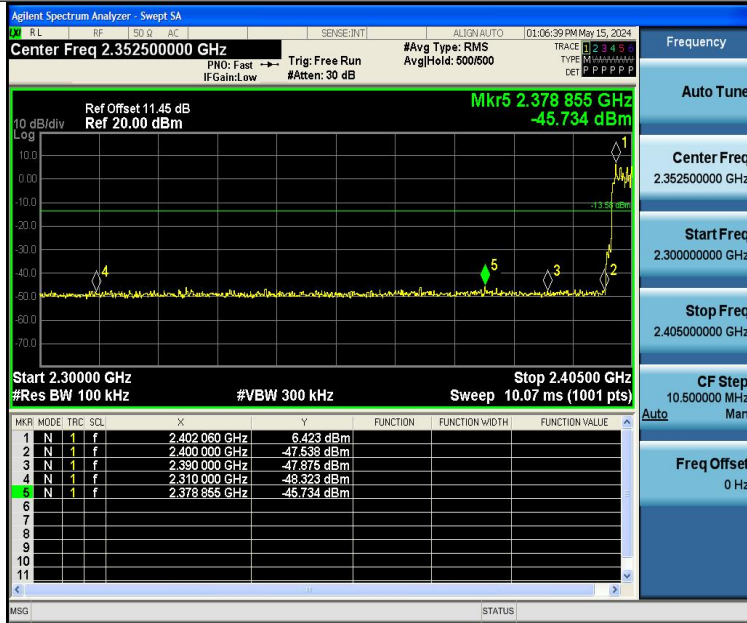 Agilent Spectrum Analyzer - Swept SA
LXI RL RF 50 Ω AC SENSE:INT ALIGN AUTO 01:06:39 PM May 15, 2024
Center Freq 2.352500000 GHz #Avg Type: RMS TRACE 1 2 3 4 5 6
PNO: Fast Trig: Free Run Avg|Hold: 500/500 TYPE M
IFGain:Low #Atten: 30 dB DET P P P P P P
Ref Offset 11.45 dB Mkr5 2.378 855 GHz
10 dB/div Ref 20.00 dBm -45.734 dBm
Log
1
10.0
0.00
-10.0
-13.58 dBm
-20.0
-30.0
-40.0
4 5 3 2
-50.0
-60.0
-70.0
Start 2.30000 GHz Stop 2.40500 GHz
#Res BW 100 kHz #VBW 300 kHz Sweep 10.07 ms (1001 pts)
MKR MODE TRC SCL X Y FUNCTION FUNCTION WIDTH FUNCTION VALUE
1 N 1 f 2.402 060 GHz 6.423 dBm
2 N 1 f 2.400 000 GHz -47.538 dBm
3 N 1 f 2.390 000 GHz -47.875 dBm
4 N 1 f 2.310 000 GHz -48.323 dBm
5 N 1 f 2.378 855 GHz -45.734 dBm
6
7
8
9
10
11
MSG STATUS
Frequency
Auto Tune
Center Freq
2.352500000 GHz
Start Freq
2.300000000 GHz
Stop Freq
2.405000000 GHz
CF Step
10.500000 MHz
Auto Man
Freq Offset
0 Hz